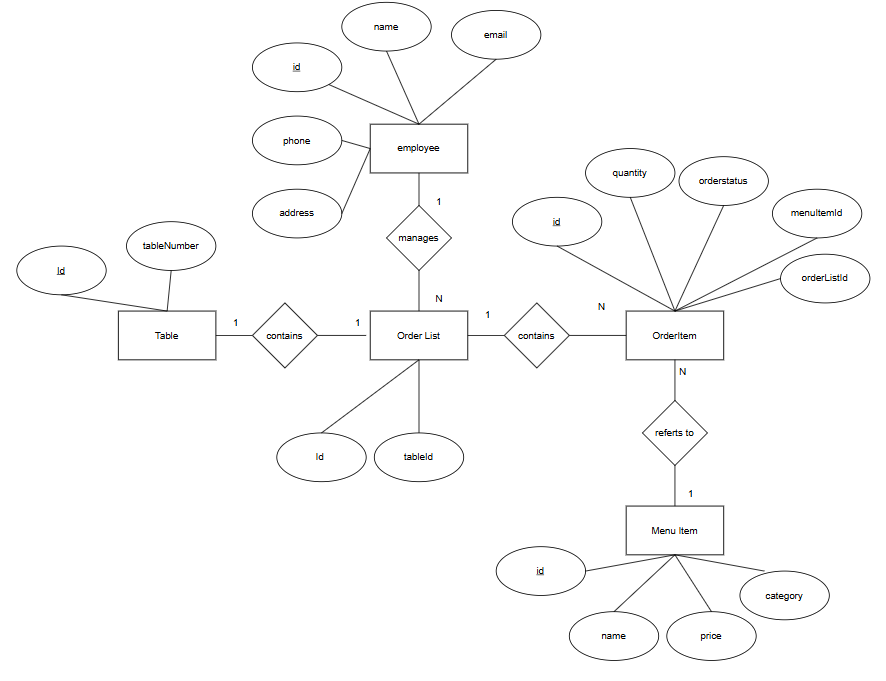 name
email
id
phone
employee
address
1
manages
N
quantity
orderstatus
id
menuItemId
orderListId
tableNumber
Id
Table
1
contains
1
Order List
1
contains
N
OrderItem
N
Id
tableId
referts to
1
Menu Item
id
category
name
price